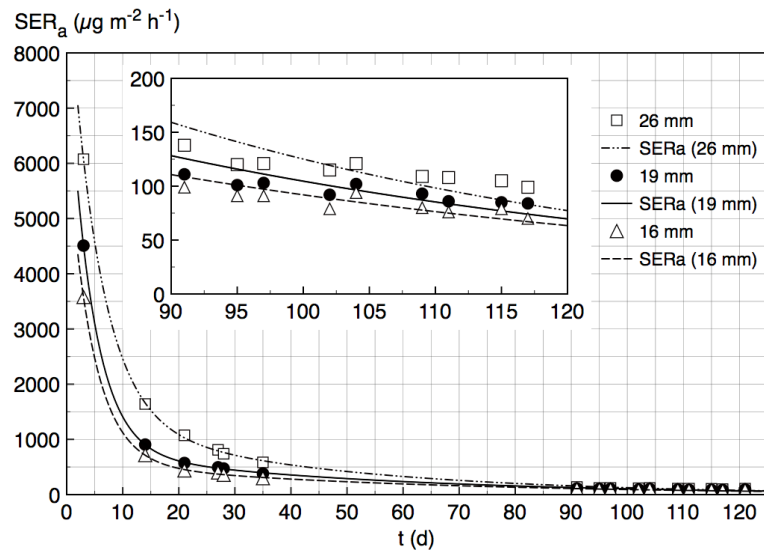 SERa (µg m-2 h-1)
8000
7000
6000
5000
4000
3000
2000
1000
0
0 10 20 30 40 50 60 70 80 90 100 110 120
t (d)
200
150
100
50
0
90 95 100 105 110 115 120
26 mm
SERa (26 mm)
19 mm
SERa (19 mm)
16 mm
SERa (16 mm)